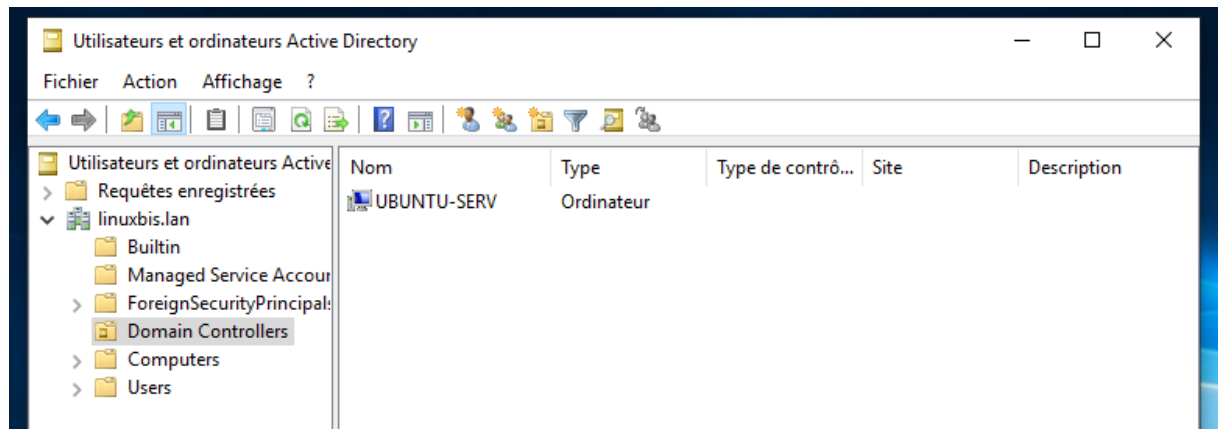 Utilisateurs et ordinateurs Active Directory
Fichier Action Affichage ?
Utilisateurs et ordinateurs Active
Nom Type Type de contrô... Site Description
Requêtes enregistrées
UBUNTU-SERV Ordinateur
linuxbis.lan
Builtin
Managed Service Accour
ForeignSecurityPrincipals
Domain Controllers
Computers
Users